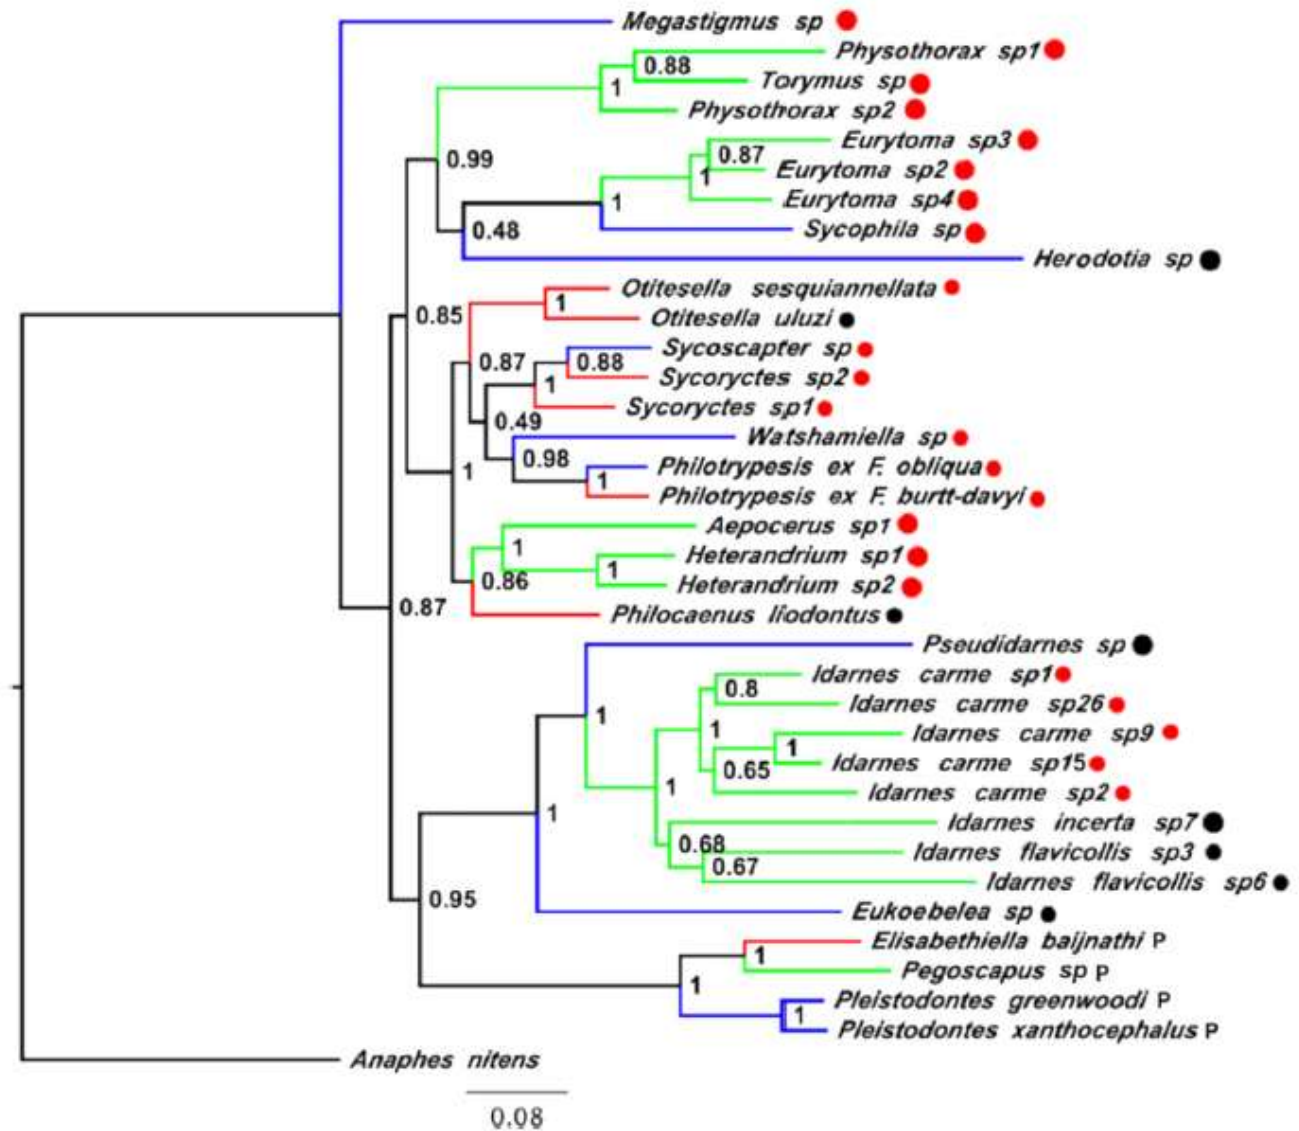 Megastigmus sp
Physothorax sp1
0.88
Torymus sp
1
Physothorax sp2
Eurytoma sp3
0.87
0.99
Eurytoma sp2
1
Eurytoma sp4
1
Sycophila sp
0.48
Herodotia sp
Otitesella sesquiannellata
1
0.85
Otitesella uluzi
Sycoscapter sp
0.87
0.88
Sycoryctes sp2
1
Sycoryctes sp1
0.49
Watshamiella sp
0.98
Philotrypesis ex F. obliqua
1
1
Philotrypesis ex F. burtt-davyi
Aepocerus sp1
1
Heterandrium sp1
1
0.86
Heterandrium sp2
0.87
Philocaenus liodontus
Pseudidarnes sp
Idarnes carme sp1
0.8
Idarnes carme sp26
1
1
Idarnes carme sp9
1
Idarnes carme sp15
0.65
1
Idarnes carme sp2
1
Idarnes incerta sp7
0.68
Idarnes flavicollis sp3
0.67
Idarnes flavicollis sp6
0.95
Eukoebelea sp
Elisabethiella baijnathi P
1
Pegoscapus sp P
1
Pleistodontes greenwoodi P
1
Pleistodontes xanthocephalus P
Anaphes nitens
0.08